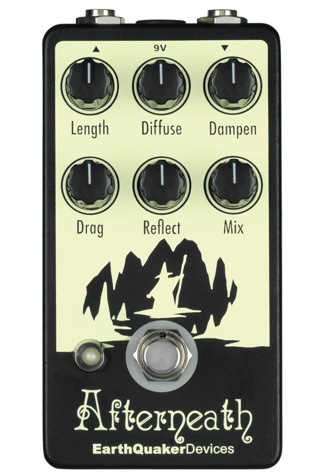 9V
Length Diffuse Dampen
Drag Reflect Mix
Afterneath
EarthQuakerDevices